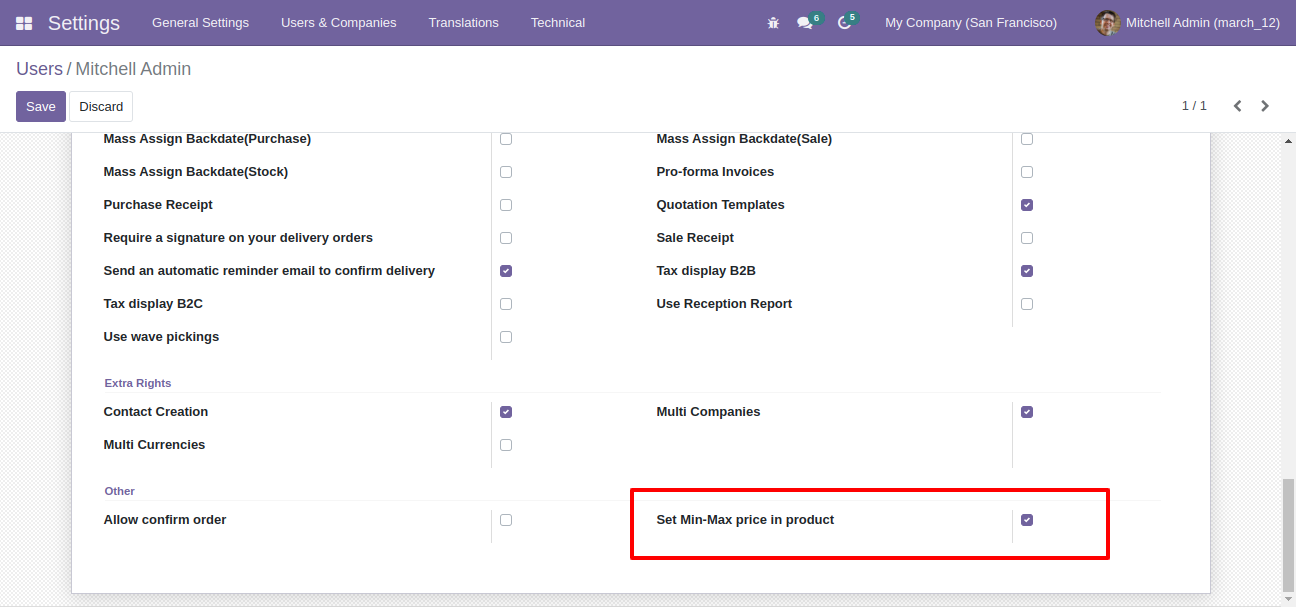 Settings General Settings Users & Companies Translations Technical 6 5 My Company (San Francisco) Mitchell Admin (march_12)
Users / Mitchell Admin
Save Discard 1 / 1
Mass Assign Backdate(Purchase) Mass Assign Backdate(Sale)
Mass Assign Backdate(Stock) Pro-forma Invoices
Purchase Receipt Quotation Templates
Require a signature on your delivery orders Sale Receipt
Send an automatic reminder email to confirm delivery Tax display B2B
Tax display B2C Use Reception Report
Use wave pickings
Extra Rights
Contact Creation Multi Companies
Multi Currencies
Other
Allow confirm order Set Min-Max price in product